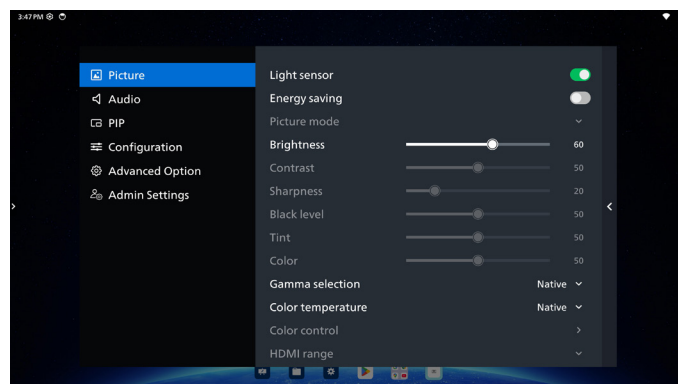 3:47 PM
Picture
Audio
PIP
Configuration
Advanced Option
Admin Settings
Light sensor
Energy saving
Picture mode
Brightness 60
Contrast 50
Sharpness 20
Black level 50
Tint 50
Color 50
Gamma selection Native
Color temperature Native
Color control
HDMI range